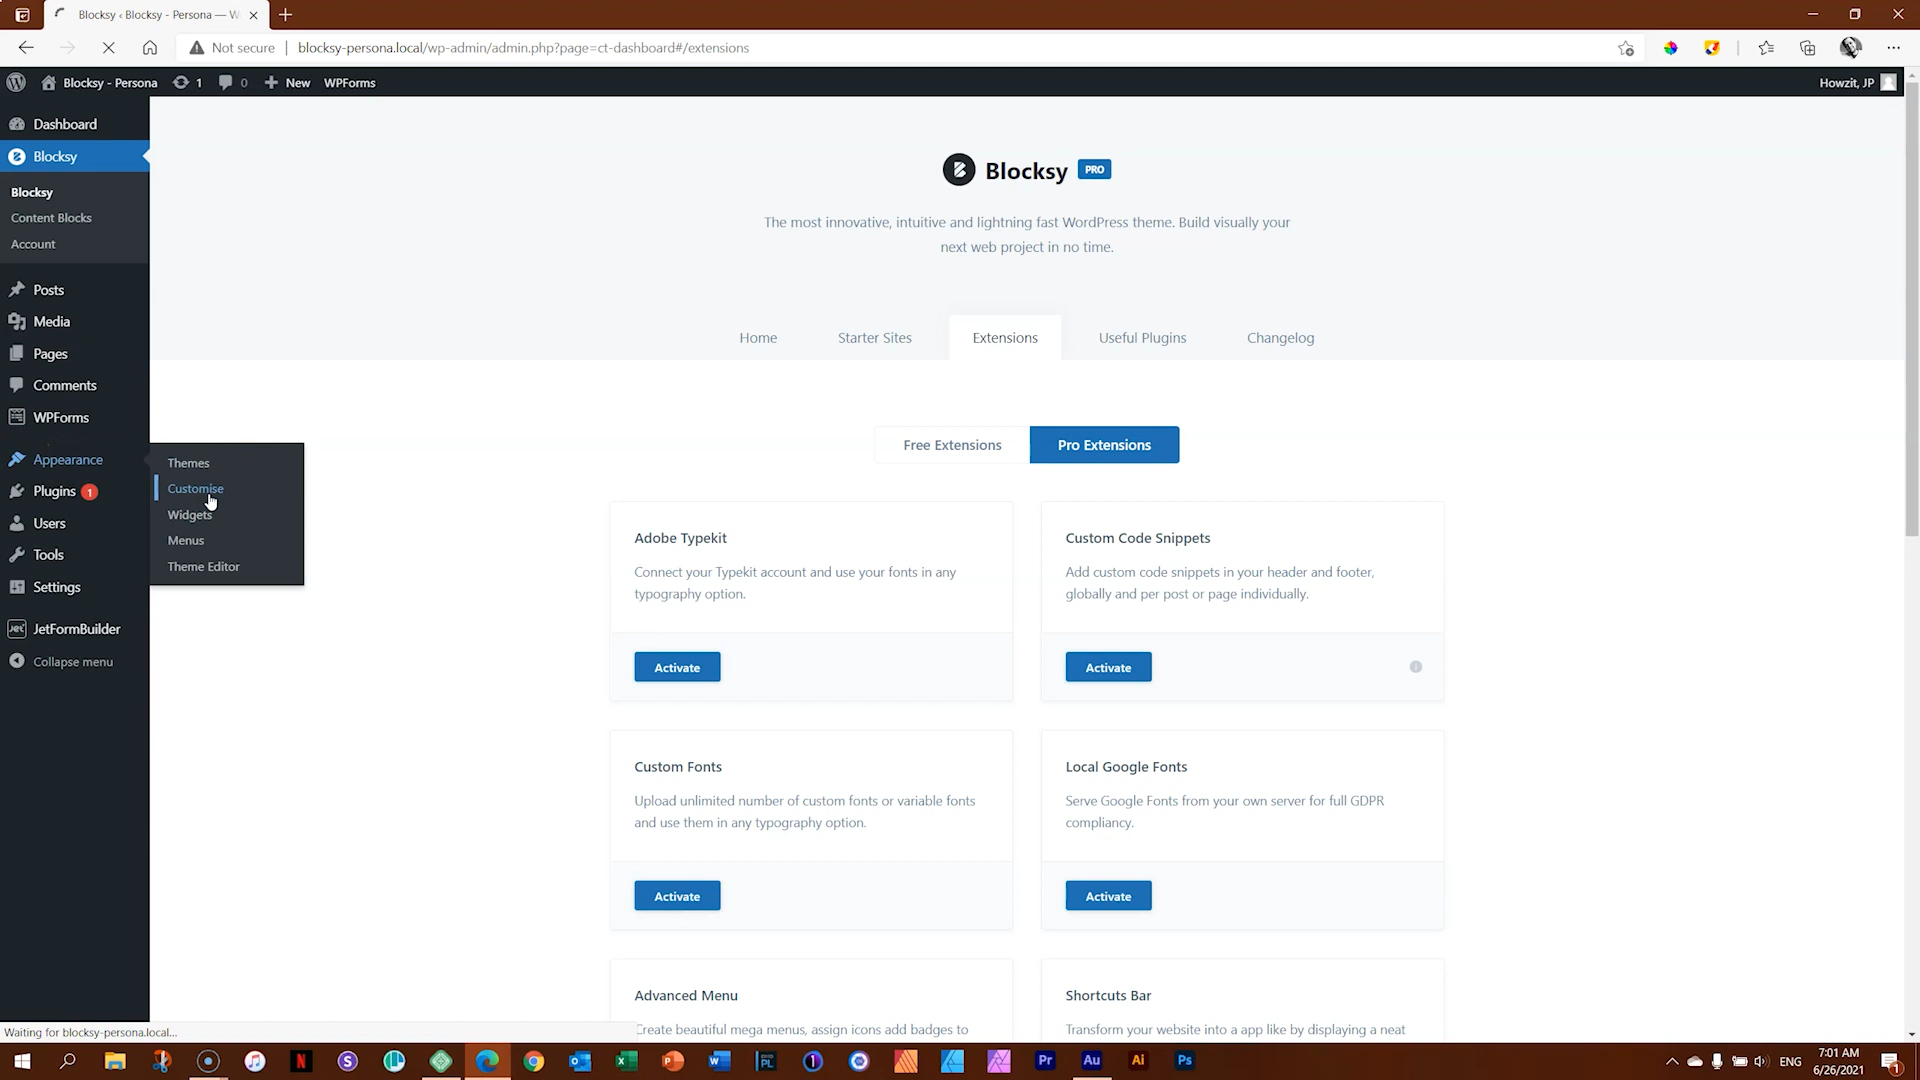 Blocksy ‹ Blocksy - Persona — W
Not secure
blocksy-persona.local/wp-admin/admin.php?page=ct-dashboard#/extensions
Blocksy - Persona
1
0
New
WPForms
Howzit, JP
Dashboard
Blocksy
Blocksy
Content Blocks
Account
Posts
Media
Pages
Comments
WPForms
Appearance
Plugins 1
Users
Tools
Settings
JetFormBuilder
Collapse menu
Themes
Customise
Widgets
Menus
Theme Editor
Blocksy PRO
The most innovative, intuitive and lightning fast WordPress theme. Build visually your
next web project in no time.
Home
Starter Sites
Extensions
Useful Plugins
Changelog
Free Extensions
Pro Extensions
Adobe Typekit
Connect your Typekit account and use your fonts in any
typography option.
Activate
Custom Code Snippets
Add custom code snippets in your header and footer,
globally and per post or page individually.
Activate
Custom Fonts
Upload unlimited number of custom fonts or variable fonts
and use them in any typography option.
Activate
Local Google Fonts
Serve Google Fonts from your own server for full GDPR
compliancy.
Activate
Advanced Menu
Create beautiful mega menus, assign icons add badges to
Shortcuts Bar
Transform your website into a app like by displaying a neat
Waiting for blocksy-persona.local...
Pr
Au
Ai
Ps
ENG
7:01 AM
6/26/2021
1